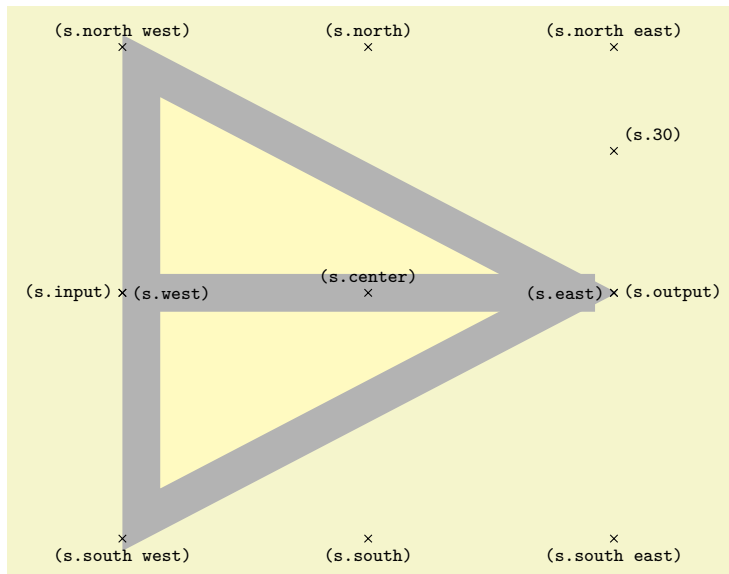 (s.north west) (s.north) (s.north east)
(s.30)
(s.center)
(s.input) (s.west) (s.east) (s.output)
(s.south west) (s.south) (s.south east)